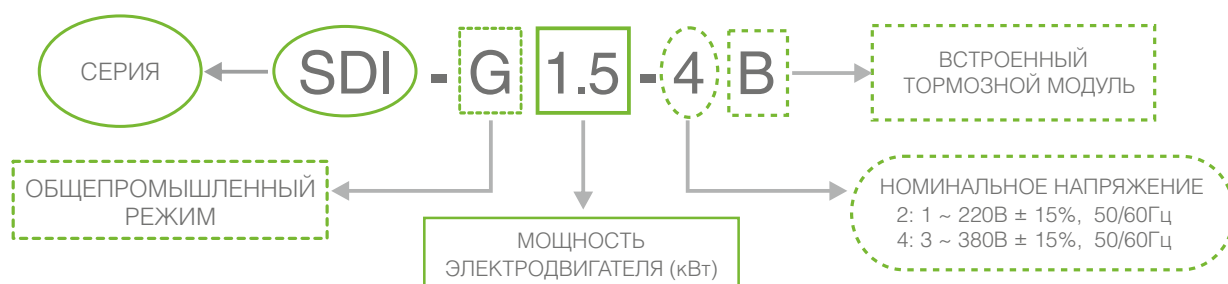 СЕРИЯ
SDI - G 1.5 - 4 B
ВСТРОЕННЫЙ
ТОРМОЗНОЙ МОДУЛЬ
ОБЩЕПРОМЫШЛЕННЫЙ
РЕЖИМ
МОЩНОСТЬ
ЭЛЕКТРОДВИГАТЕЛЯ (кВт)
НОМИНАЛЬНОЕ НАПРЯЖЕНИЕ
2: 1 ~ 220В ± 15%, 50/60Гц
4: 3 ~ 380В ± 15%, 50/60Гц